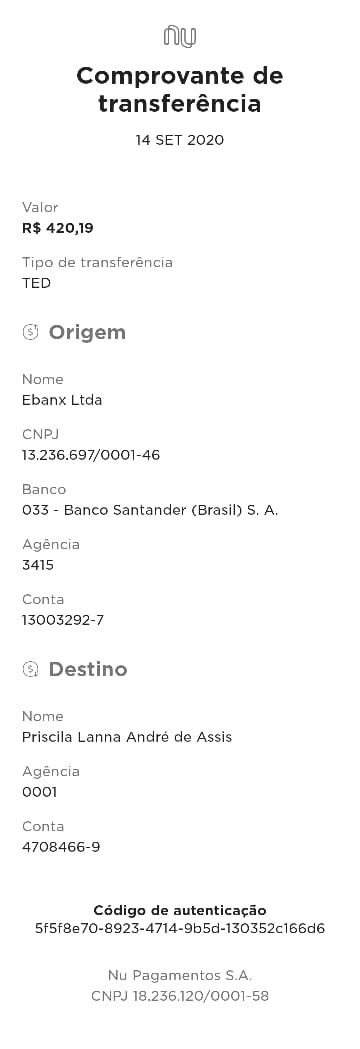 nu
Comprovante de
transferência
14 SET 2020
Valor
R$ 420,19
Tipo de transferência
TED
Origem
Nome
Ebanx Ltda
CNPJ
13.236.697/0001-46
Banco
033 - Banco Santander (Brasil) S. A.
Agência
3415
Conta
13003292-7
Destino
Nome
Priscila Lanna André de Assis
Agência
0001
Conta
4708466-9
Código de autenticação
5f5f8e70-8923-4714-9b5d-130352c166d6
Nu Pagamentos S.A.
CNPJ 18.236.120/0001-58